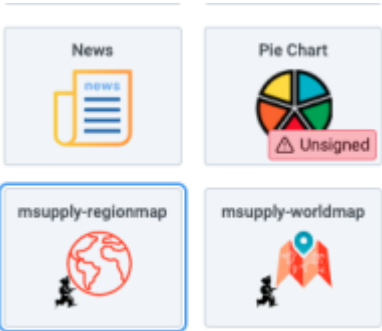 News
news
Pie Chart
Unsigned
msupply-regionmap
msupply-worldmap